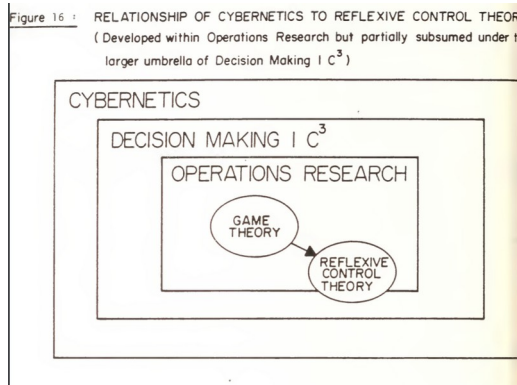 Figure 16 : RELATIONSHIP OF CYBERNETICS TO REFLEXIVE CONTROL THEOR
( Developed within Operations Research but partially subsumed under t
larger umbrella of Decision Making I C³ )
CYBERNETICS
DECISION MAKING I C³
OPERATIONS RESEARCH
GAME
THEORY
REFLEXIVE
CONTROL
THEORY